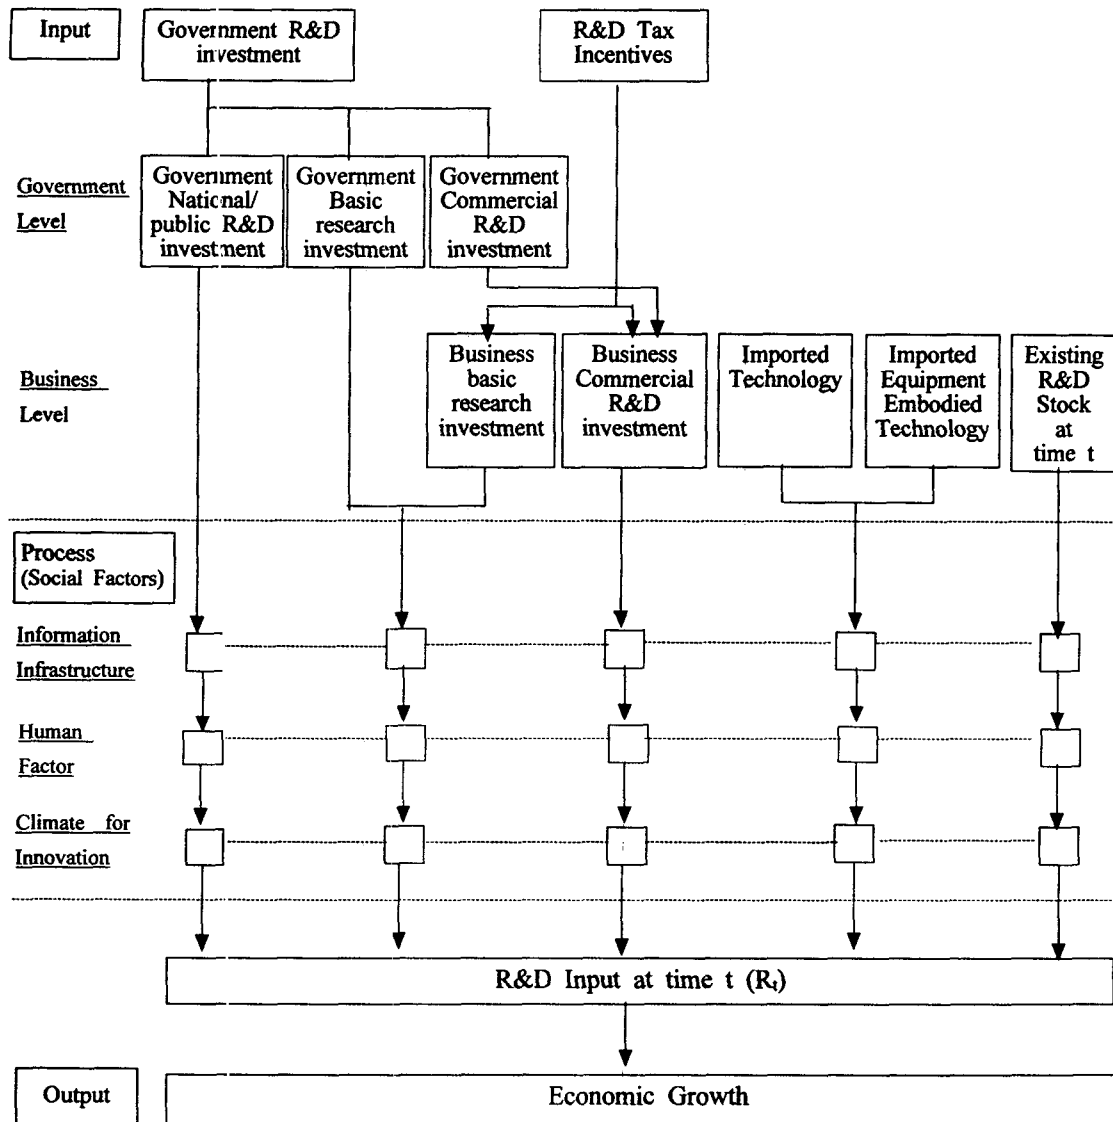 Input
Government R&D
investment
R&D Tax
Incentives
Government
Level
Government
National/
public R&D
investment
Government
Basic
research
investment
Government
Commercial
R&D
investment
Business
Level
Business
basic
research
investment
Business
Commercial
R&D
investment
Imported
Technology
Imported
Equipment
Embodied
Technology
Existing
R&D
Stock
at
time t
Process
(Social Factors)
Information
Infrastructure
Human
Factor
Climate for
Innovation
R&D Input at time t (Rt)
Output
Economic Growth